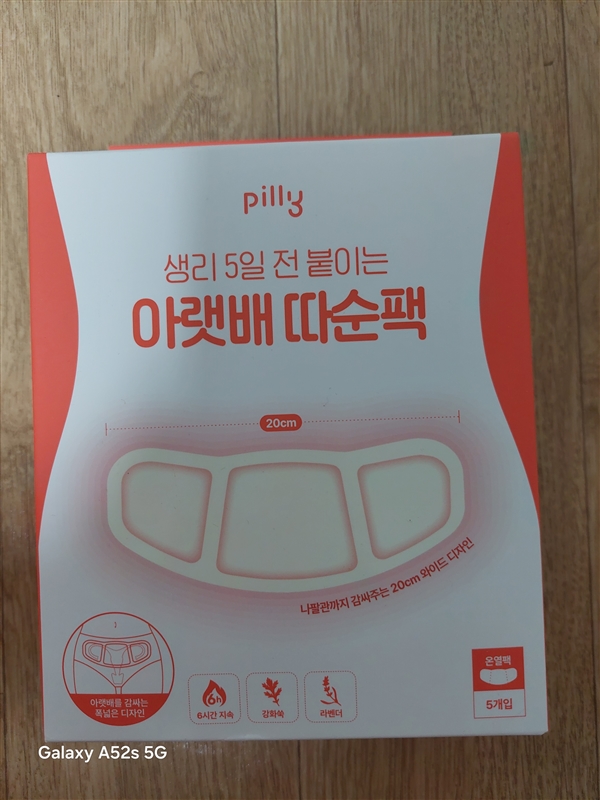 pilly
생리 5일 전 붙이는
아랫배 따순팩
20cm
나팔관까지 감싸주는 20cm 와이드 디자인
아랫배를 감싸는
폭넓은 디자인
6h
6시간 지속
강화쑥
라벤더
온열팩
5개입
Galaxy A52s 5G